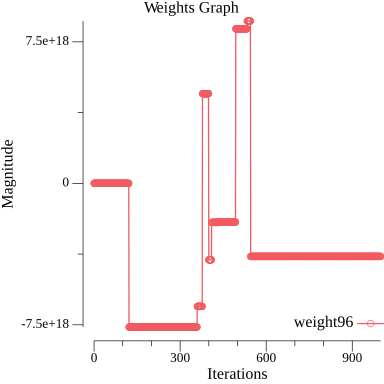 Weights Graph
7.5e+18
0
-7.5e+18
Magnitude
weight96
0 300 600 900
Iterations